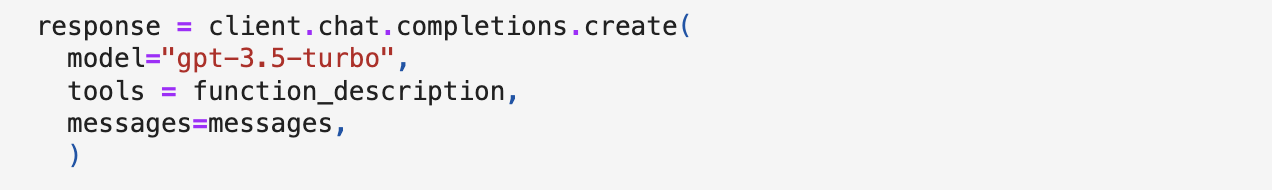 response = client.chat.completions.create(
  model="gpt-3.5-turbo",
  tools = function_description,
  messages=messages,
  )